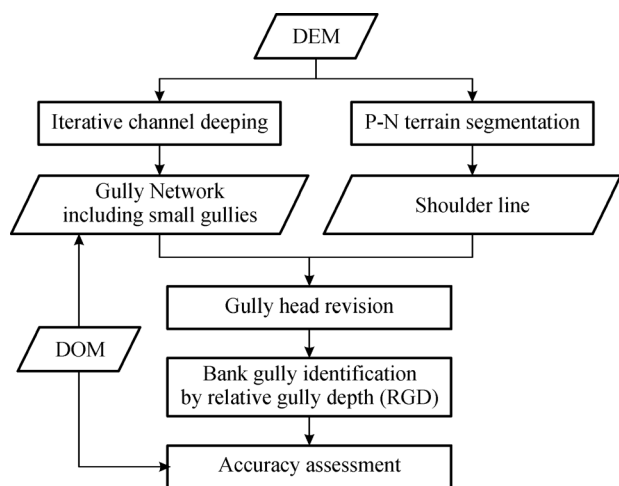 DEM
Iterative channel deeping
P-N terrain segmentation
Gully Network
including small gullies
Shoulder line
Gully head revision
DOM
Bank gully identification
by relative gully depth (RGD)
Accuracy assessment